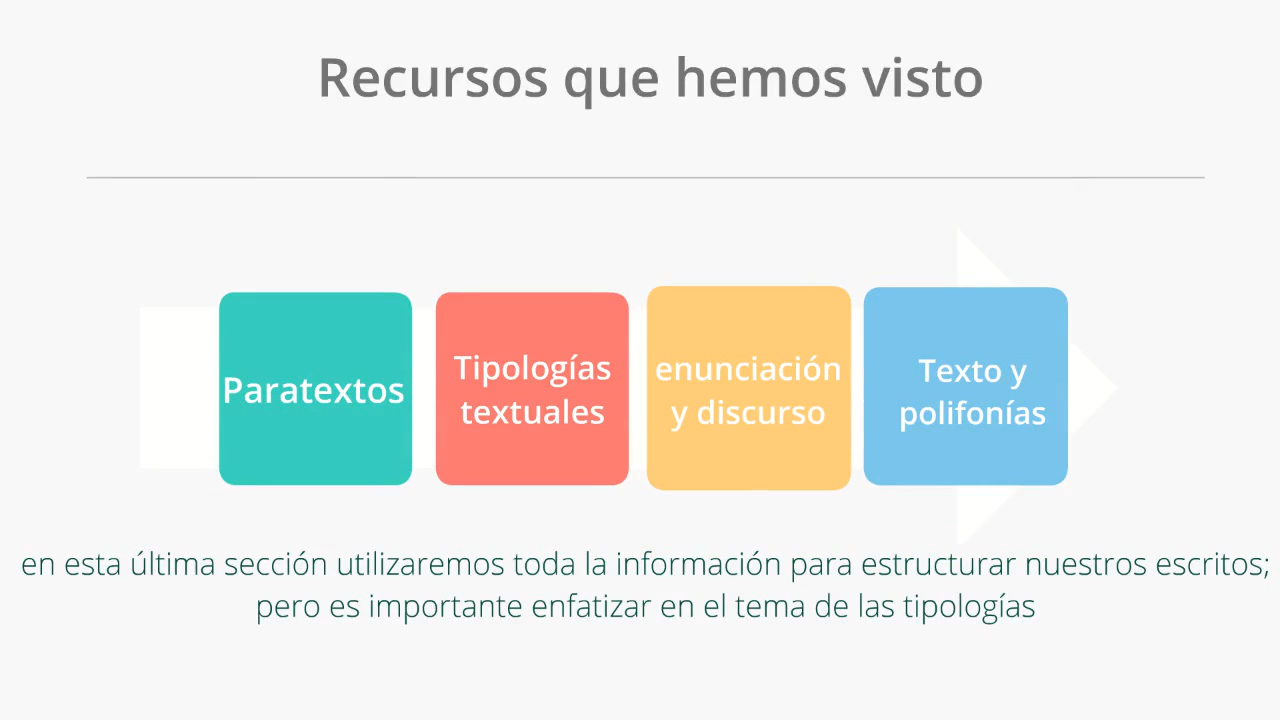 Recursos que hemos visto
Paratextos
Tipologías
textuales
enunciación
y discurso
Texto y
polifonías
en esta última sección utilizaremos toda la información para estructurar nuestros escritos;
pero es importante enfatizar en el tema de las tipologías